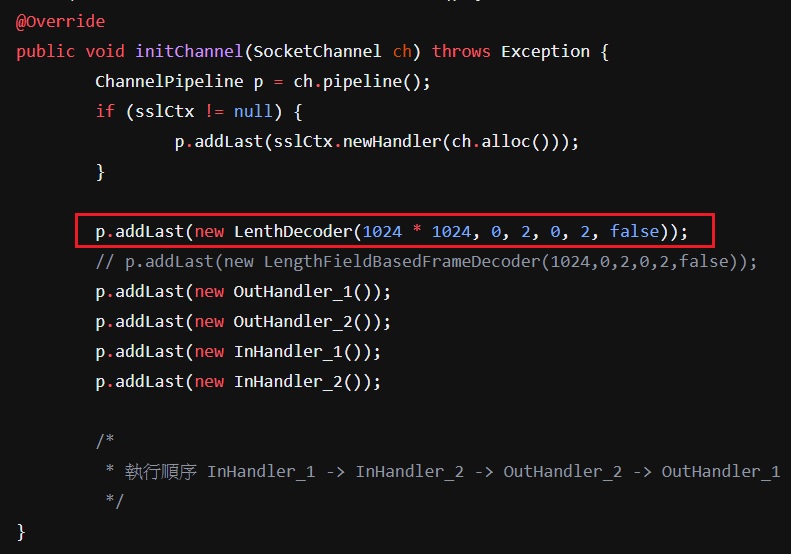 @Override
public void initChannel(SocketChannel ch) throws Exception {
ChannelPipeline p = ch.pipeline();
if (sslCtx != null) {
p.addLast(sslCtx.newHandler(ch.alloc()));
}
p.addLast(new LenthDecoder(1024 * 1024, 0, 2, 0, 2, false));
// p.addLast(new LengthFieldBasedFrameDecoder(1024,0,2,0,2,false));
p.addLast(new OutHandler_1());
p.addLast(new OutHandler_2());
p.addLast(new InHandler_1());
p.addLast(new InHandler_2());
/*
* 執行順序 InHandler_1 -> InHandler_2 -> OutHandler_2 -> OutHandler_1
*/
}